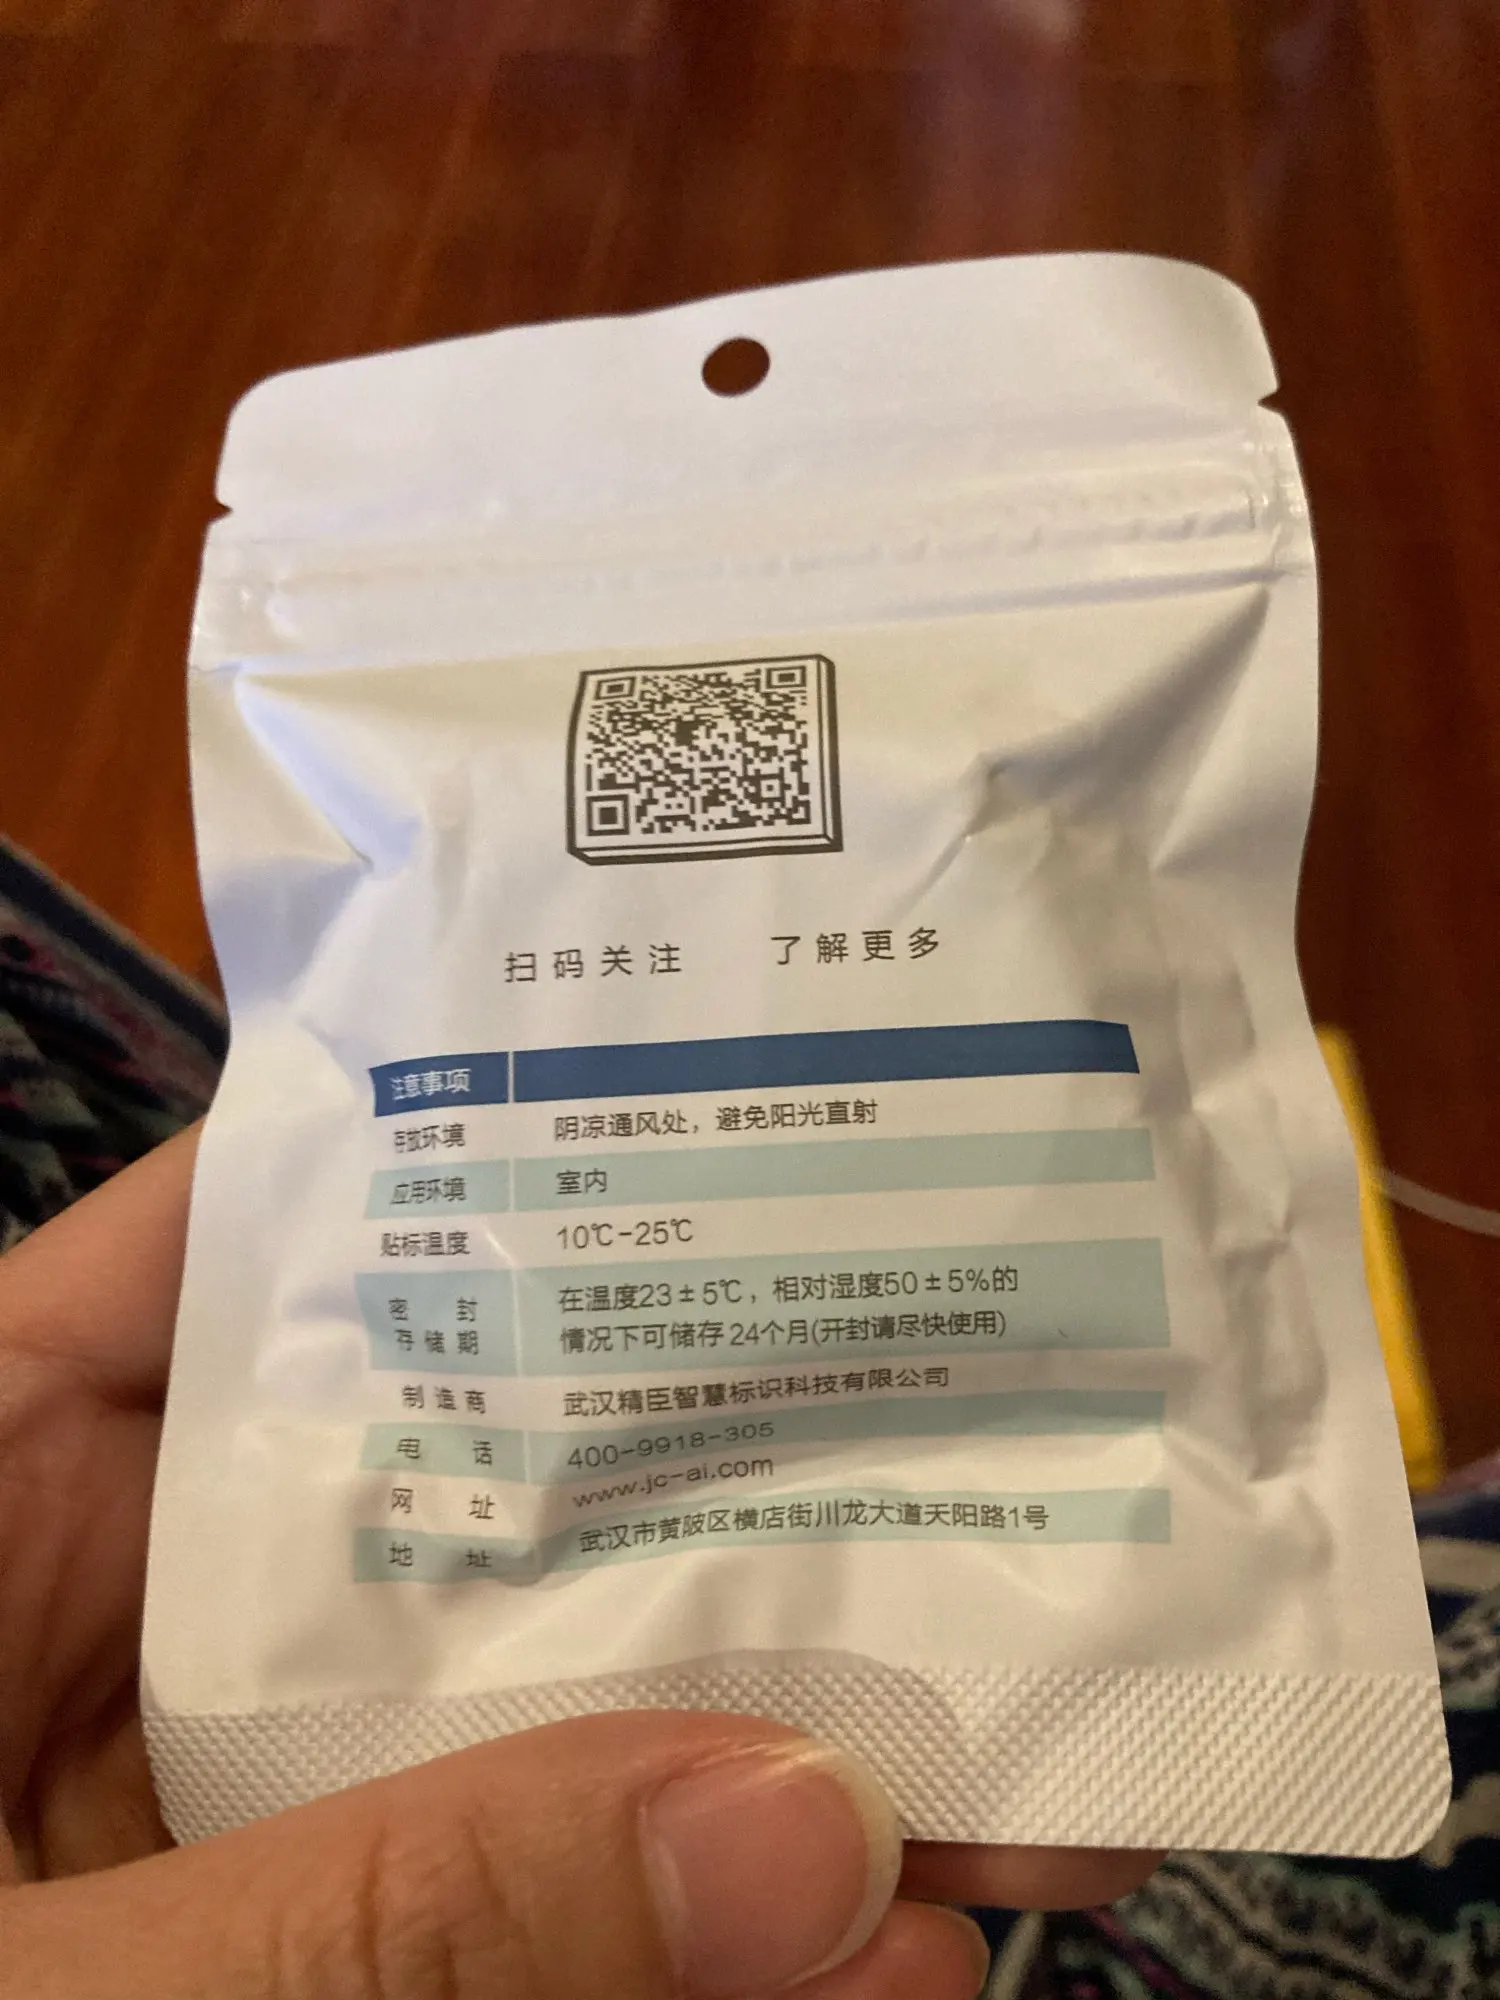 扫码关注 了解更多
注意事项
存放环境 阴凉通风处，避免阳光直射
应用环境 室内
贴标温度 10℃-25℃
密封 在温度23±5℃，相对湿度50±5%的
存储期 情况下可储存24个月(开封请尽快使用)
制造商 武汉精臣智慧标识科技有限公司
电话 400-9918-305
网址 www.jc-ai.com
地址 武汉市黄陂区横店街川龙大道天阳路1号